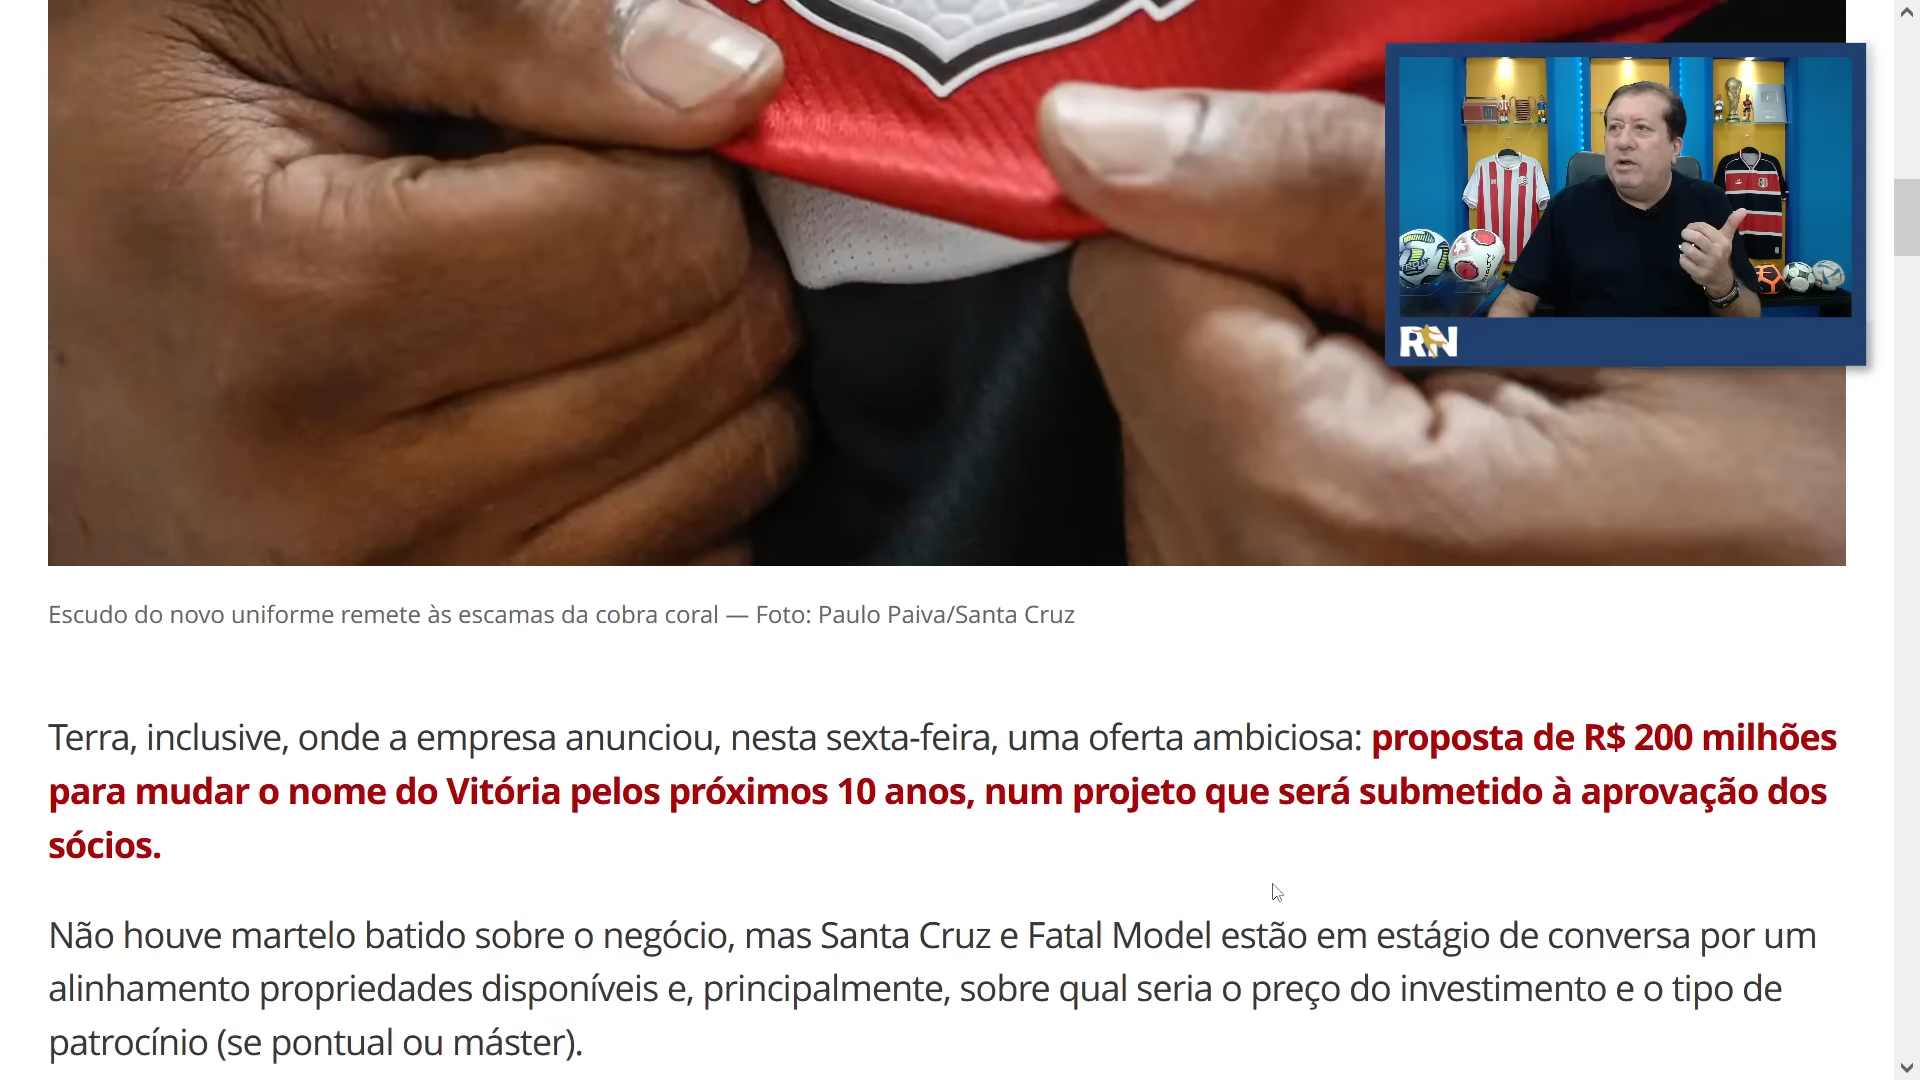 RN
Escudo do novo uniforme remete às escamas da cobra coral — Foto: Paulo Paiva/Santa Cruz
Terra, inclusive, onde a empresa anunciou, nesta sexta-feira, uma oferta ambiciosa: proposta de R$ 200 milhões
para mudar o nome do Vitória pelos próximos 10 anos, num projeto que será submetido à aprovação dos
sócios.
Não houve martelo batido sobre o negócio, mas Santa Cruz e Fatal Model estão em estágio de conversa por um
alinhamento propriedades disponíveis e, principalmente, sobre qual seria o preço do investimento e o tipo de
patrocínio (se pontual ou máster).